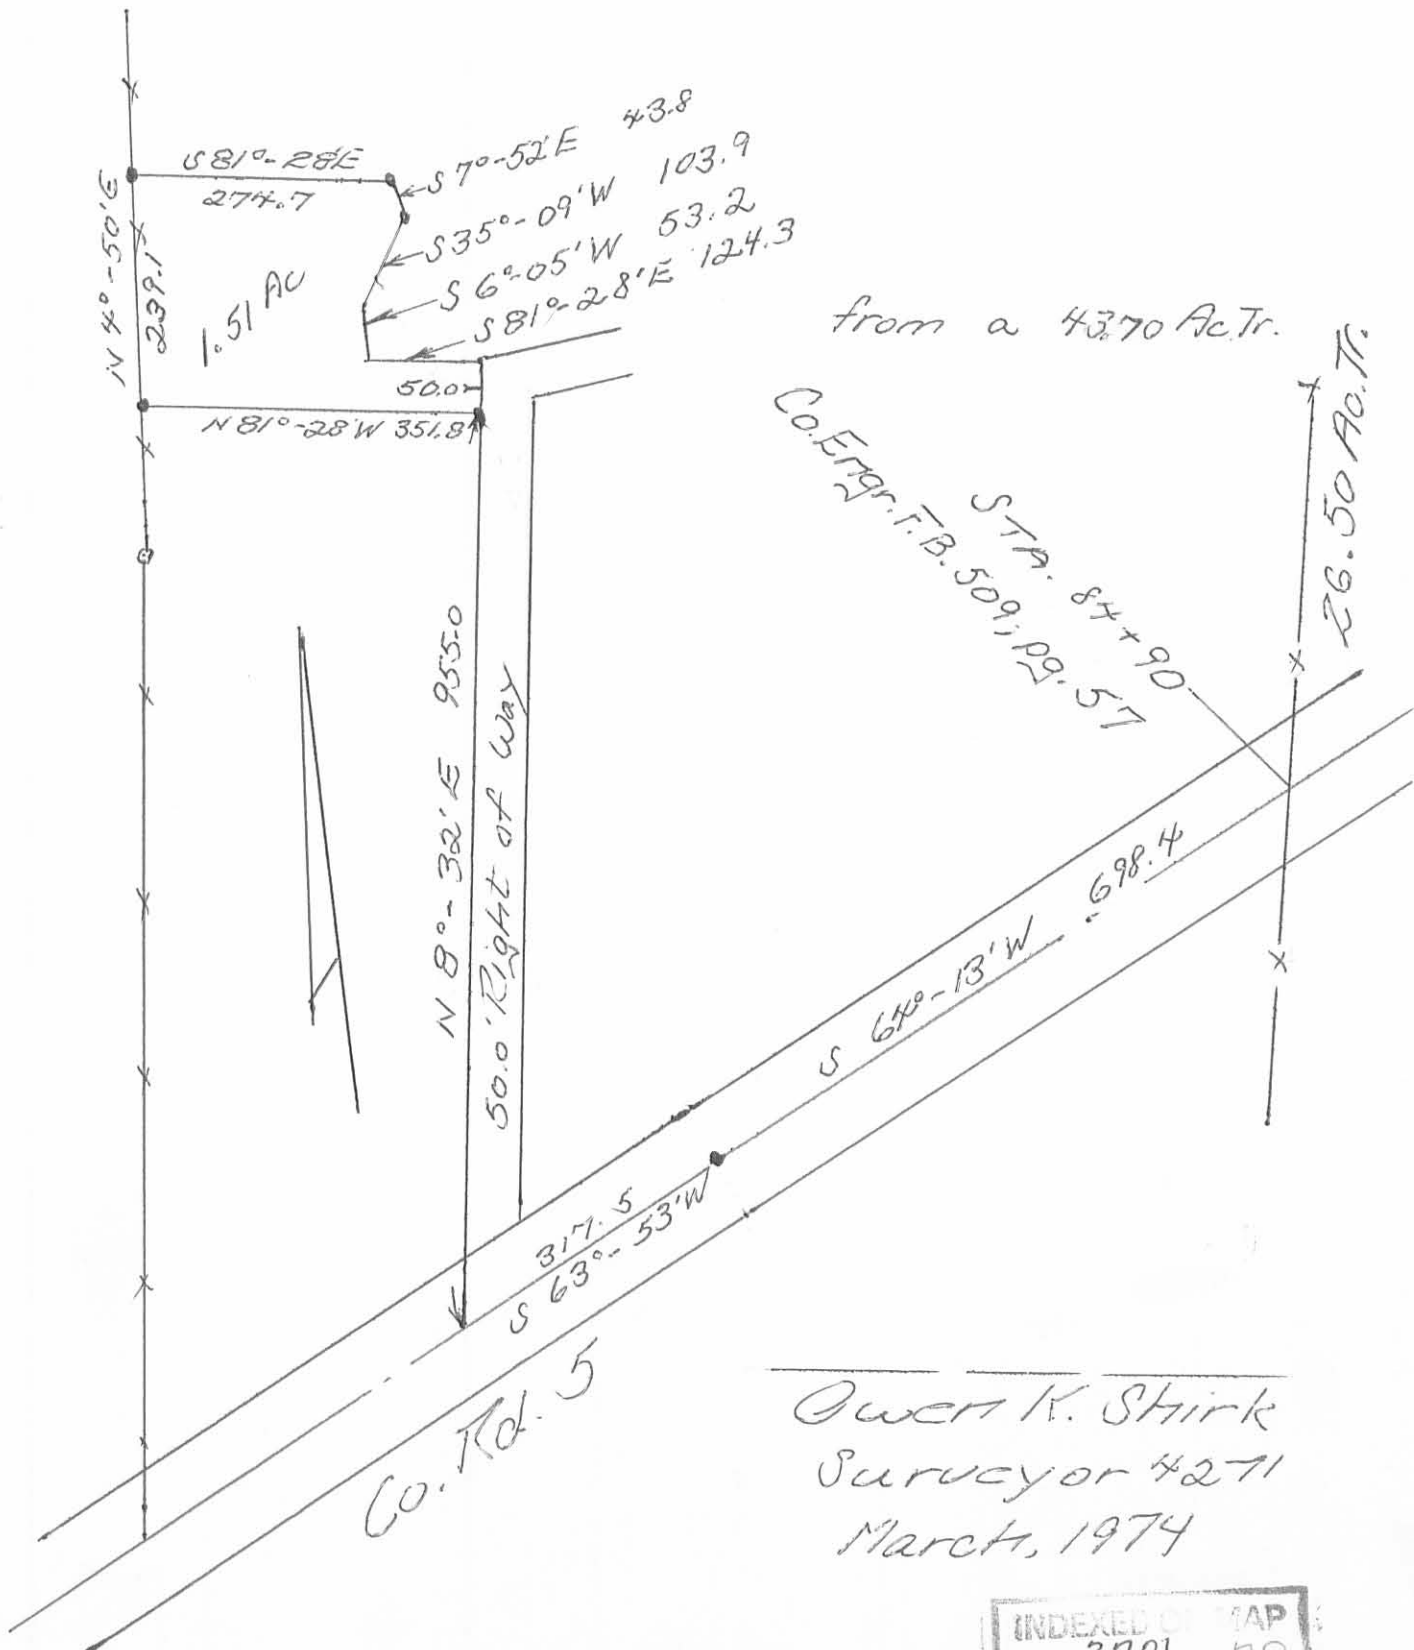 S 81°-28'E
274.7
S 7°-52'E 43.8
S 35°-09'W 103.9
S 6°-05'W 53.2
S 81°-28'E 124.3
N 4°-50'E
239.1
1.51 AC
50.0
N 81°-28'W 351.8
from a 43.70 Ac.Tr.
26.50 Ac.Tr.
STA. 84+90
Co.Engr.F.B.509, pg. 57
N 8°-32'E 955.0
50.0' Right of Way
S 64°-13'W 698.4
317.5
S 63°-53'W
Co. Rd. 5
Owen K. Shirk
Surveyor 4271
March, 1974
INDEXED MAP